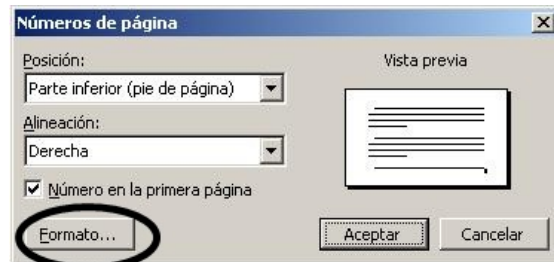 Números de página
Posición:
Vista previa
Parte inferior (pie de página)
Alineación:
Derecha
Número en la primera página
Formato...
Aceptar
Cancelar